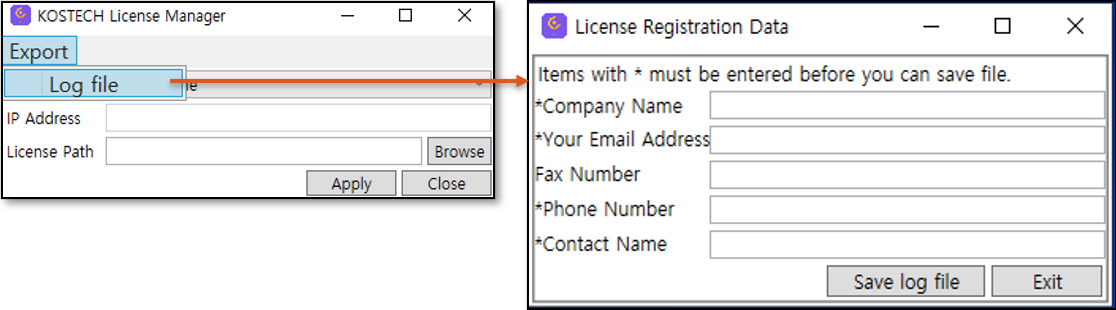 KOSTECH License Manager
Export
Log file
IP Address
License Path
Browse
Apply
Close
License Registration Data
Items with * must be entered before you can save file.
*Company Name
*Your Email Address
Fax Number
*Phone Number
*Contact Name
Save log file
Exit